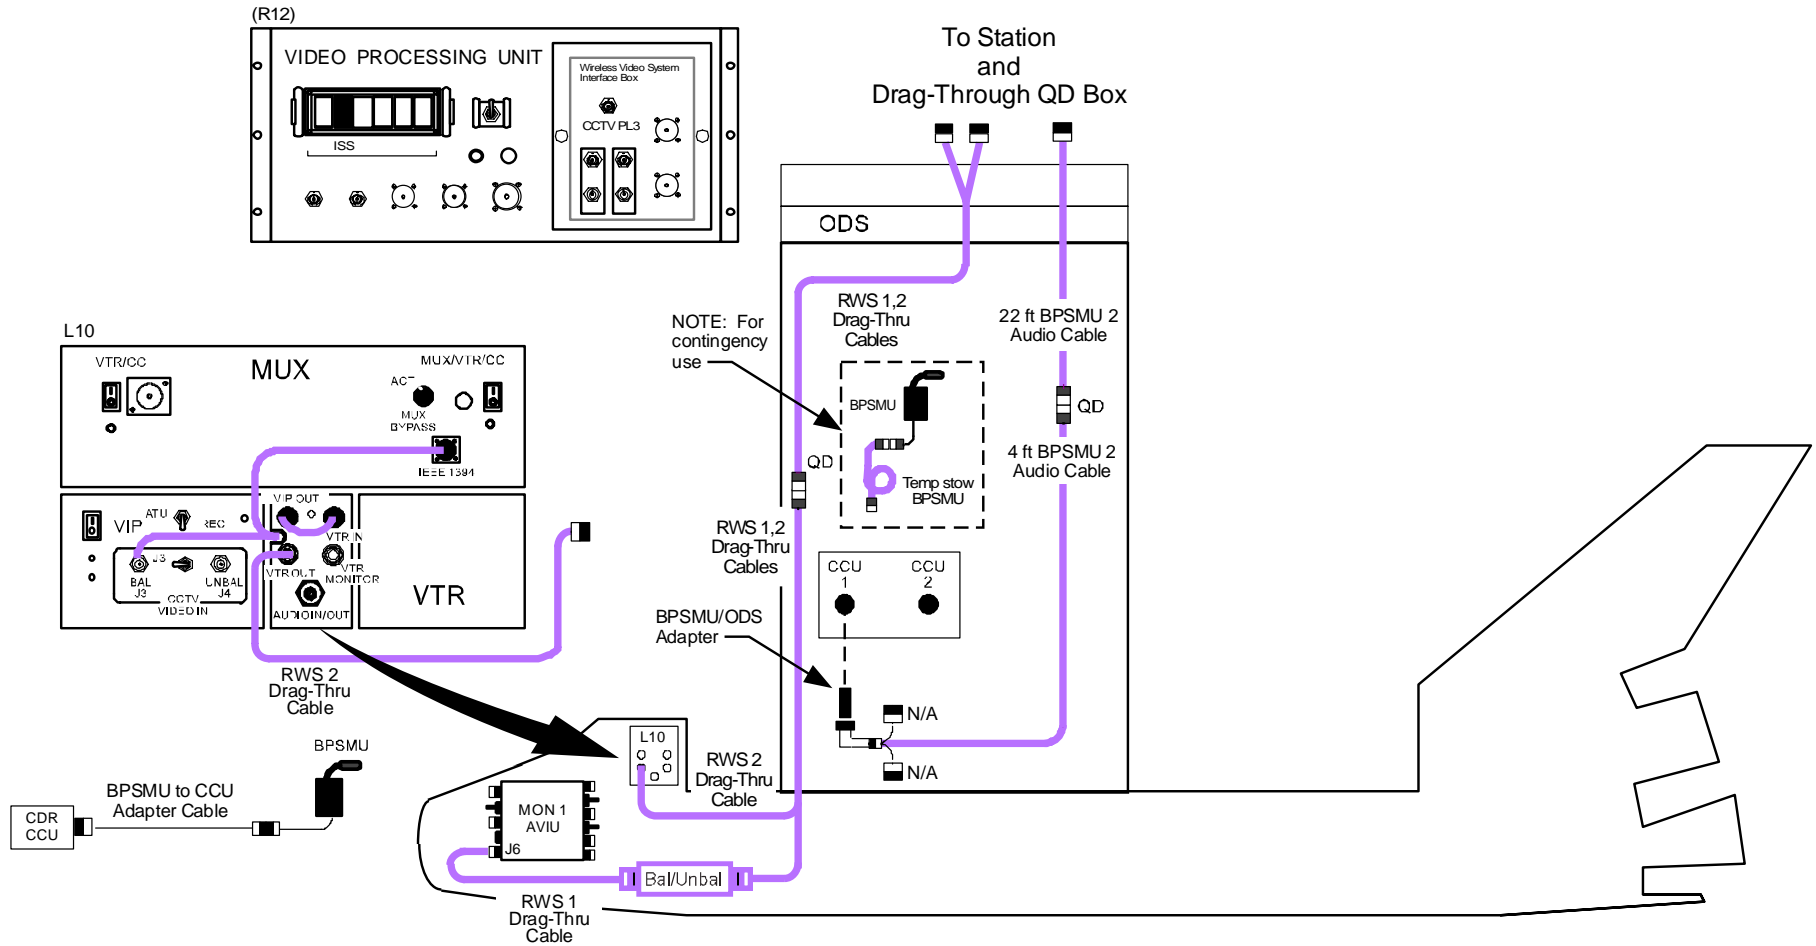 (R12)
VIDEO PROCESSING UNIT
Wireless Video System
Interface Box
CCTV PL3
ISS
To Station
and
Drag-Through QD Box
ODS
RWS 1,2
Drag-Thru
Cables
22 ft BPSMU 2
Audio Cable
NOTE: For
contingency
use
BPSMU
QD
4 ft BPSMU 2
Audio Cable
QD
Temp stow
BPSMU
RWS 1,2
Drag-Thru
Cables
CCU
1
CCU
2
BPSMU/ODS
Adapter
N/A
N/A
L10
MUX
VTR/CC
MUX/VTR/CC
ACT
MUX
BYPASS
IEEE 1394
VIP
ATU
REC
J3
BAL
J3
UNBAL
J4
CCTV
VIDEO IN
VIP OUT
VTR IN
VTR OUT
VTR
MONITOR
AUDIO IN/OUT
VTR
RWS 2
Drag-Thru
Cable
L10
RWS 2
Drag-Thru
Cable
BPSMU
BPSMU to CCU
Adapter Cable
CDR
CCU
MON 1
AVIU
J6
Bal/Unbal
RWS 1
Drag-Thru
Cable